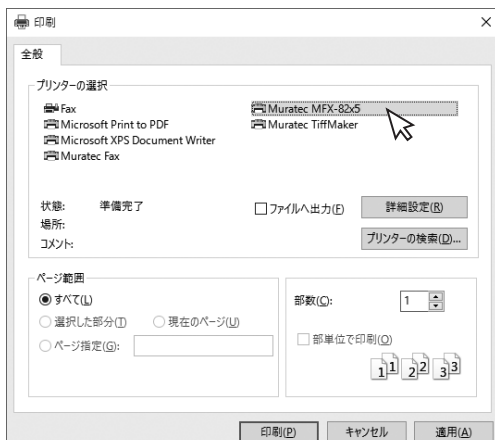 印刷
全般
プリンターの選択
Fax
Microsoft Print to PDF
Microsoft XPS Document Writer
Muratec Fax
Muratec MFX-82x5
Muratec TiffMaker
状態: 準備完了
場所:
コメント:
ファイルへ出力(F)
詳細設定(R)
プリンターの検索(D)...
ページ範囲
すべて(L)
選択した部分(T) 現在のページ(U)
ページ指定(G):
部数(C): 1
部単位で印刷(O)
1 1 2 2 3 3
印刷(P) キャンセル 適用(A)